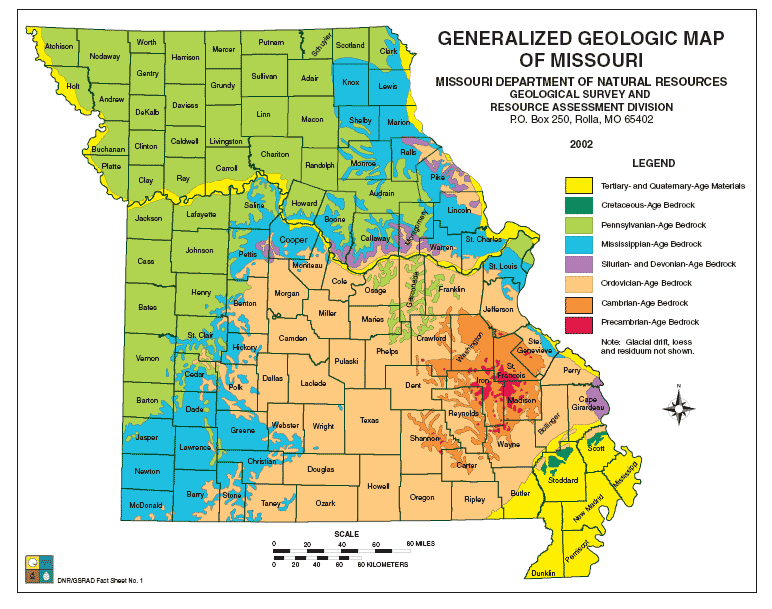 GENERALIZED GEOLOGIC MAP
OF MISSOURI
MISSOURI DEPARTMENT OF NATURAL RESOURCES
GEOLOGICAL SURVEY AND
RESOURCE ASSESSMENT DIVISION
P.O. Box 250, Rolla, MO 65402
2002
LEGEND
Tertiary- and Quaternary-Age Materials
Cretaceous-Age Bedrock
Pennsylvanian-Age Bedrock
Mississippian-Age Bedrock
Silurian- and Devonian-Age Bedrock
Ordovician-Age Bedrock
Cambrian-Age Bedrock
Precambrian-Age Bedrock
Note: Glacial drift, loess
and residuum not shown.
N
Atchison
Nodaway
Worth
Harrison
Mercer
Putnam
Schuyler
Scotland
Clark
Holt
Andrew
Gentry
DeKalb
Daviess
Grundy
Sullivan
Adair
Knox
Lewis
Buchanan
Clinton
Caldwell
Livingston
Linn
Macon
Shelby
Marion
Platte
Clay
Ray
Carroll
Chariton
Randolph
Monroe
Ralls
Pike
Jackson
Lafayette
Saline
Howard
Boone
Audrain
Callaway
Montgomery
Lincoln
Warren
St. Charles
St. Louis
Cass
Johnson
Pettis
Cooper
Moniteau
Cole
Osage
Gasconade
Franklin
Jefferson
Bates
Henry
Benton
Morgan
Miller
Maries
Crawford
Washington
Ste.
Genevieve
Vernon
St. Clair
Hickory
Camden
Pulaski
Phelps
Dent
Iron
St.
Francois
Madison
Perry
Cape
Girardeau
Barton
Cedar
Polk
Dallas
Laclede
Texas
Reynolds
Bollinger
Jasper
Dade
Greene
Webster
Wright
Shannon
Wayne
Scott
Newton
Lawrence
Christian
Douglas
Howell
Carter
Stoddard
Mississippi
McDonald
Barry
Stone
Taney
Ozark
Oregon
Ripley
Butler
New Madrid
Dunklin
Pemiscot
SCALE
0 20 40 60 80 MILES
0 20 40 60 80 KILOMETERS
DNR/GSRAD Fact Sheet No. 1